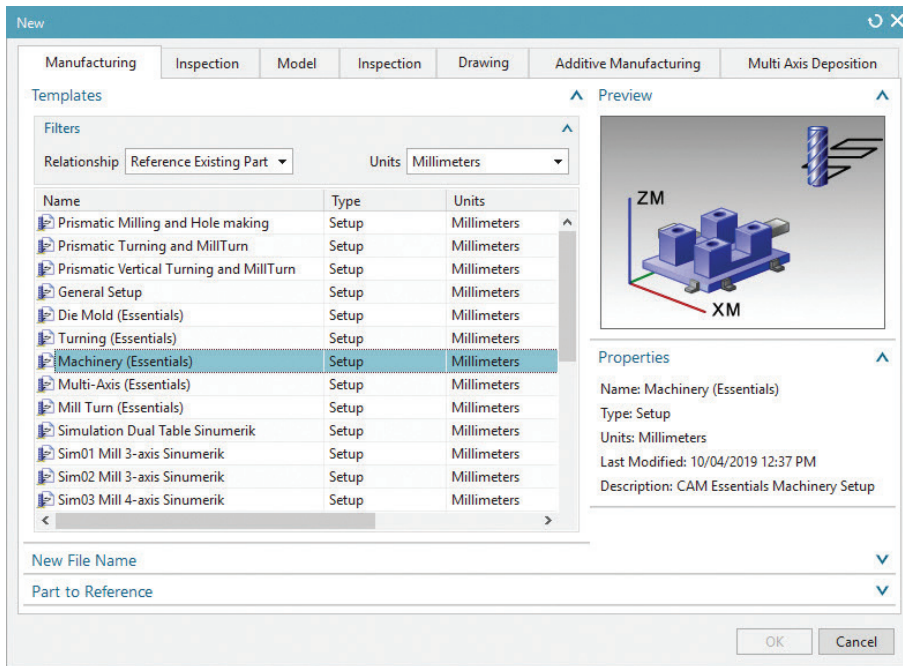 New
Manufacturing Inspection Model Inspection Drawing Additive Manufacturing Multi Axis Deposition
Templates
Filters
Relationship Reference Existing Part Units Millimeters
Name Type Units
Prismatic Milling and Hole making Setup Millimeters
Prismatic Turning and MillTurn Setup Millimeters
Prismatic Vertical Turning and MillTurn Setup Millimeters
General Setup Setup Millimeters
Die Mold (Essentials) Setup Millimeters
Turning (Essentials) Setup Millimeters
Machinery (Essentials) Setup Millimeters
Multi-Axis (Essentials) Setup Millimeters
Mill Turn (Essentials) Setup Millimeters
Simulation Dual Table Sinumerik Setup Millimeters
Sim01 Mill 3-axis Sinumerik Setup Millimeters
Sim02 Mill 3-axis Sinumerik Setup Millimeters
Sim03 Mill 4-axis Sinumerik Setup Millimeters
Preview
ZM
XM
Properties
Name: Machinery (Essentials)
Type: Setup
Units: Millimeters
Last Modified: 10/04/2019 12:37 PM
Description: CAM Essentials Machinery Setup
New File Name
Part to Reference
OK Cancel